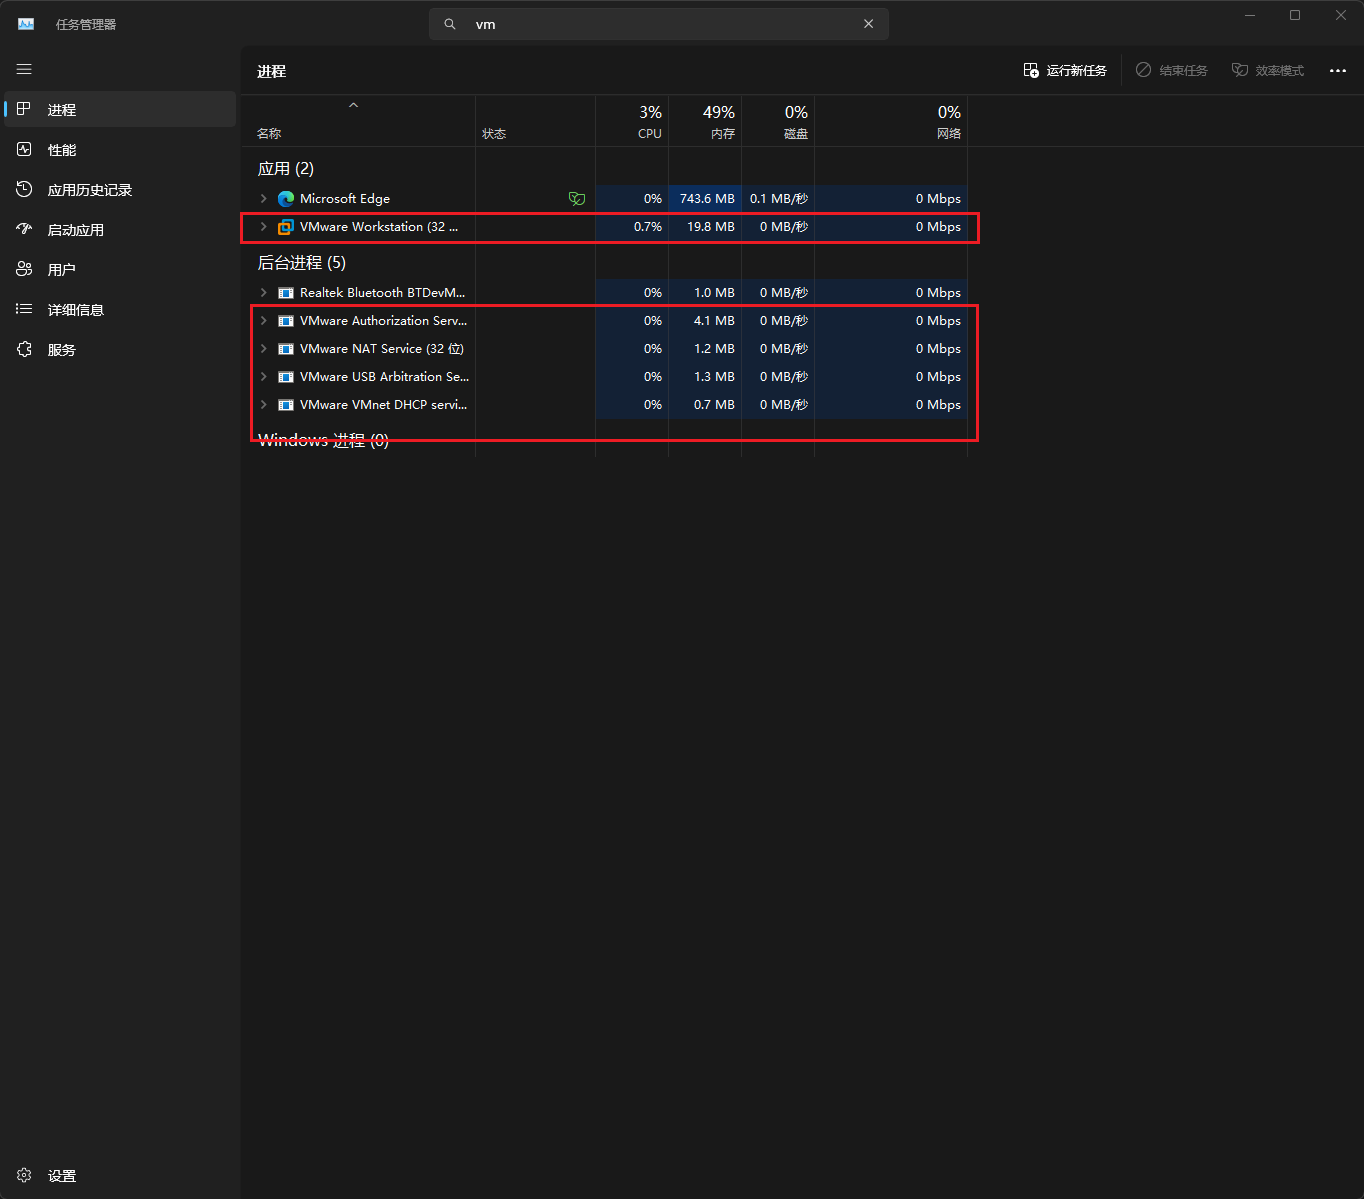 任务管理器
vm
进程
运行新任务
结束任务
效率模式
进程
性能
应用历史记录
启动应用
用户
详细信息
服务
设置
名称 状态 3% CPU 49% 内存 0% 磁盘 0% 网络
应用 (2)
Microsoft Edge 0% 743.6 MB 0.1 MB/秒 0 Mbps
VMware Workstation (32 ... 0.7% 19.8 MB 0 MB/秒 0 Mbps
后台进程 (5)
Realtek Bluetooth BTDevM... 0% 1.0 MB 0 MB/秒 0 Mbps
VMware Authorization Serv... 0% 4.1 MB 0 MB/秒 0 Mbps
VMware NAT Service (32 位) 0% 1.2 MB 0 MB/秒 0 Mbps
VMware USB Arbitration Se... 0% 1.3 MB 0 MB/秒 0 Mbps
VMware VMnet DHCP servi... 0% 0.7 MB 0 MB/秒 0 Mbps
Windows 进程 (0)